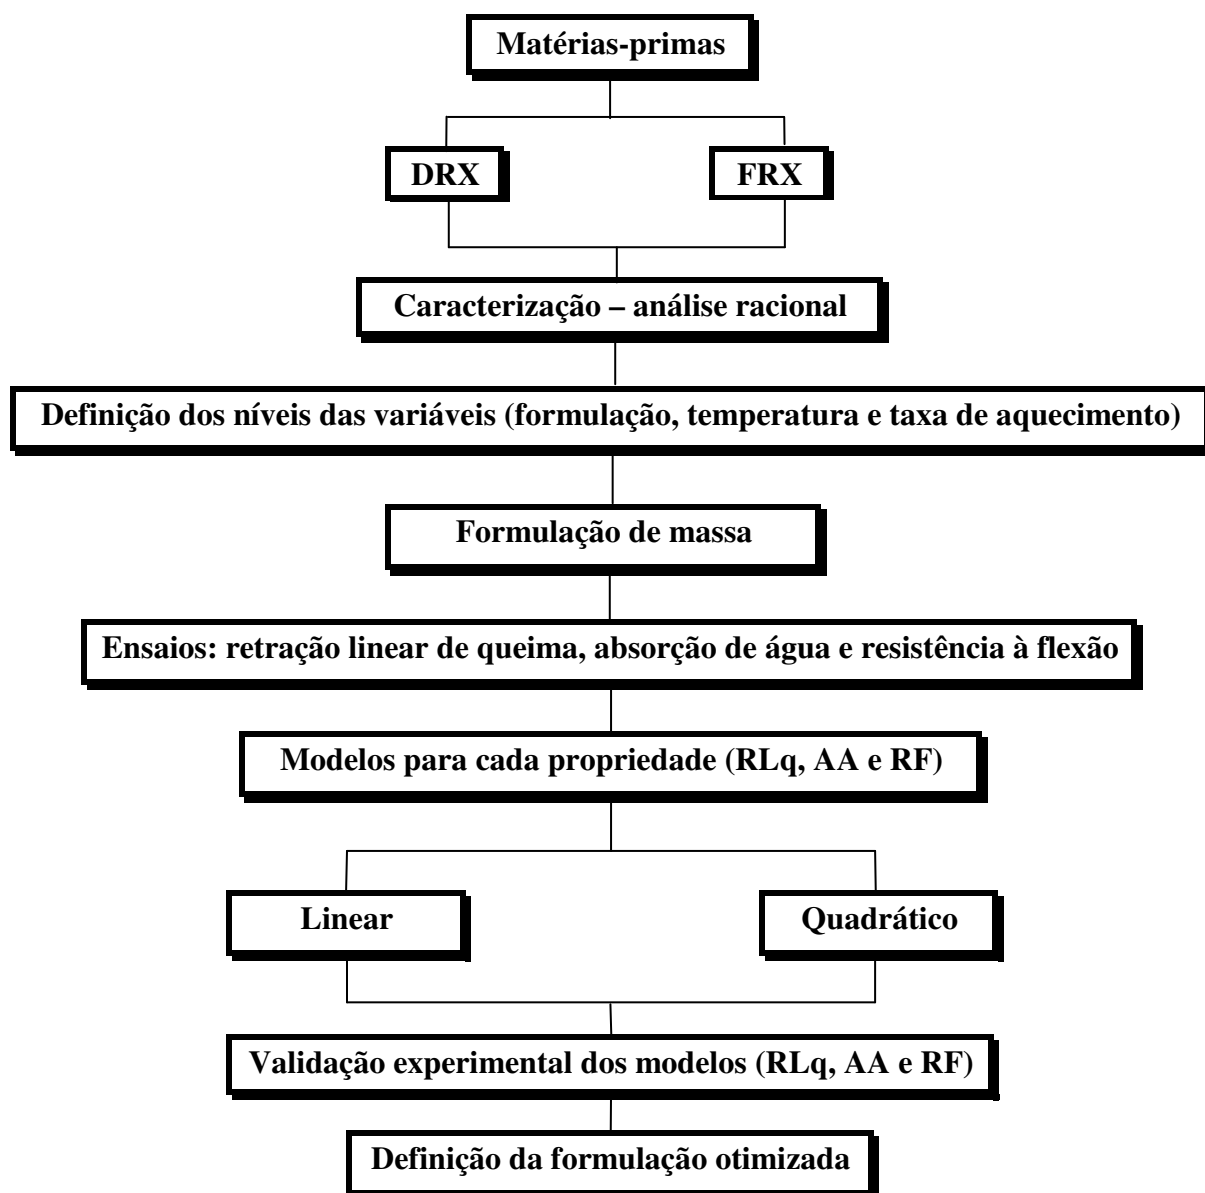 Matérias-primas
DRX
FRX
Caracterização – análise racional
Definição dos níveis das variáveis (formulação, temperatura e taxa de aquecimento)
Formulação de massa
Ensaios: retração linear de queima, absorção de água e resistência à flexão
Modelos para cada propriedade (RLq, AA e RF)
Linear
Quadrático
Validação experimental dos modelos (RLq, AA e RF)
Definição da formulação otimizada